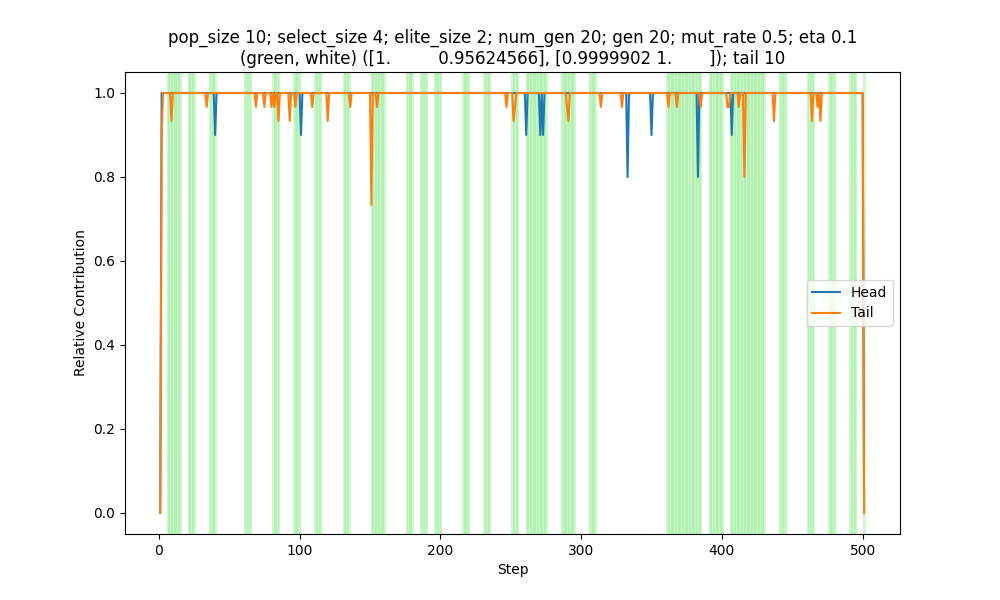 pop_size 10; select_size 4; elite_size 2; num_gen 20; gen 20; mut_rate 0.5; eta 0.1
(green, white) ([1.         0.95624566], [0.9999902 1.       ]); tail 10
1.0
0.8
0.6
0.4
0.2
0.0
Relative Contribution
Head
Tail
0
100
200
300
400
500
Step